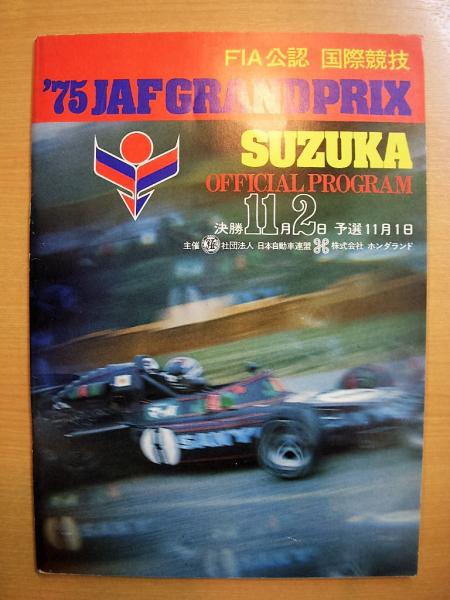 FIA公認 国際競技
'75 JAF GRAND PRIX
SUZUKA
OFFICIAL PROGRAM
決勝11月2日 予選11月1日
主催 社団法人 日本自動車連盟 株式会社 ホンダランド